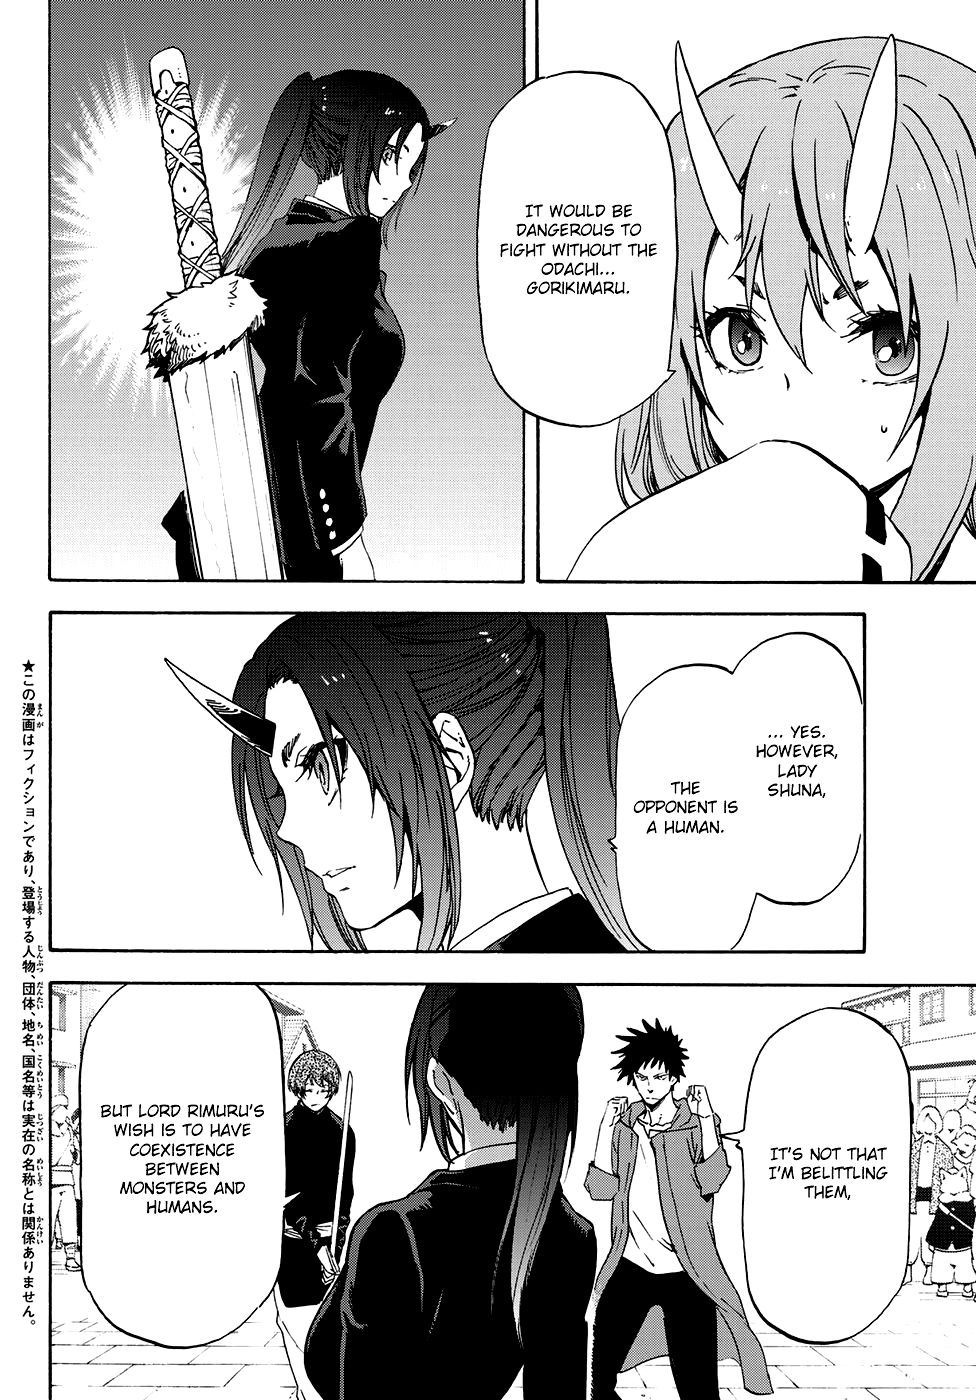 IT WOULD BE
DANGEROUS TO
FIGHT WITHOUT THE
ODACHI...
GORIKIMARU.
... YES.
HOWEVER,
LADY
SHUNA,
THE
OPPONENT IS
A HUMAN.
IT'S NOT THAT
I'M BELITTLING
THEM,
BUT LORD RIMURU'S
WISH IS TO HAVE
COEXISTENCE
BETWEEN
MONSTERS AND
HUMANS.
★この漫画はフィクションであり、登場する人物、団体、地名、国名等は実在の名称とは関係ありません。